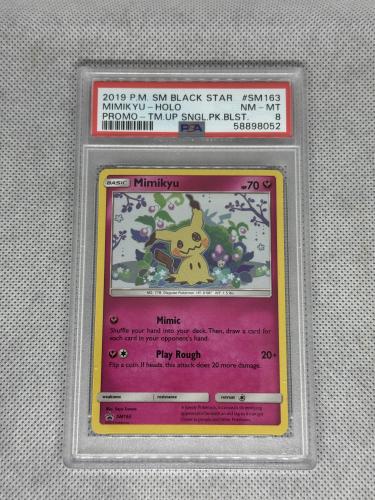 2019 P.M. SM BLACK STAR #SM163
MIMIKYU - HOLO NM - MT
PROMO - TM.UP SNGL.PK.BLST. 8
PSA 58898052
BASIC Mimikyu HP 70
Mimic
Shuffle your hand into your deck. Then, draw a card for
each card in your opponent's hand.
Play Rough 20+
Flip a coin. If heads, this attack does 20 more damage.
weakness resistance retreat
SM163